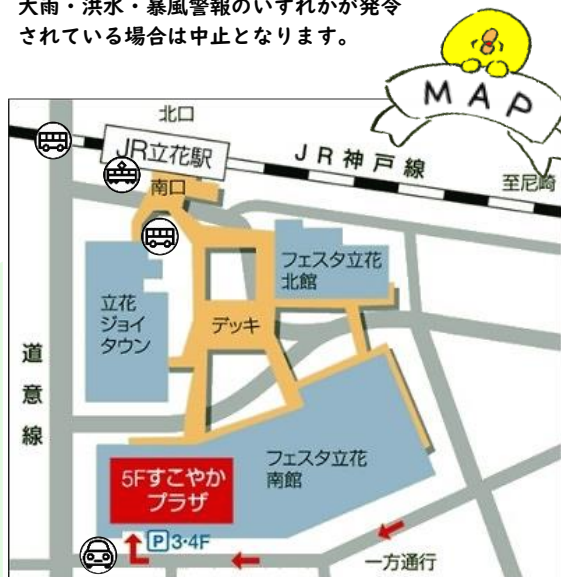 大雨・洪水・暴風警報のいずれかが発令
されている場合は中止となります。
MAP
北口
JR立花駅
JR神戸線
至尼崎
南口
フェスタ立花
北館
立花
ジョイ
タウン
デッキ
道意線
フェスタ立花
南館
5Fすこやか
プラザ
P3・4F
一方通行